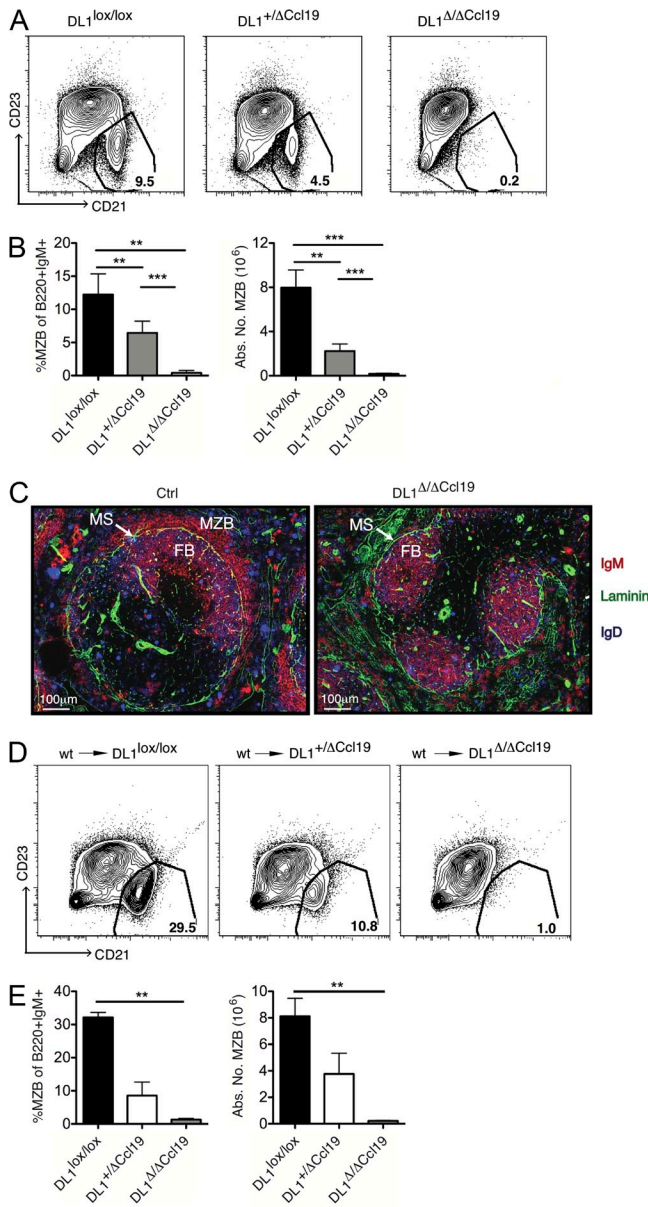 A
DL1lox/lox
DL1+/ΔCcl19
DL1Δ/ΔCcl19
CD23
CD21
9.5
4.5
0.2
B
%MZB of B220+IgM+
20
15
10
5
0
**
**
***
DL1lox/lox
DL1+/ΔCcl19
DL1Δ/ΔCcl19
Abs. No. MZB (10^6)
12
8
4
0
***
**
***
DL1lox/lox
DL1+/ΔCcl19
DL1Δ/ΔCcl19
C
Ctrl
DL1Δ/ΔCcl19
MS
MZB
FB
100µm
MS
FB
100µm
IgM
Laminin
IgD
D
wt → DL1lox/lox
wt → DL1+/ΔCcl19
wt → DL1Δ/ΔCcl19
CD23
CD21
29.5
10.8
1.0
E
%MZB of B220+IgM+
40
30
20
10
0
**
DL1lox/lox
DL1+/ΔCcl19
DL1Δ/ΔCcl19
Abs. No. MZB (10^6)
10
8
6
4
2
0
**
DL1lox/lox
DL1+/ΔCcl19
DL1Δ/ΔCcl19